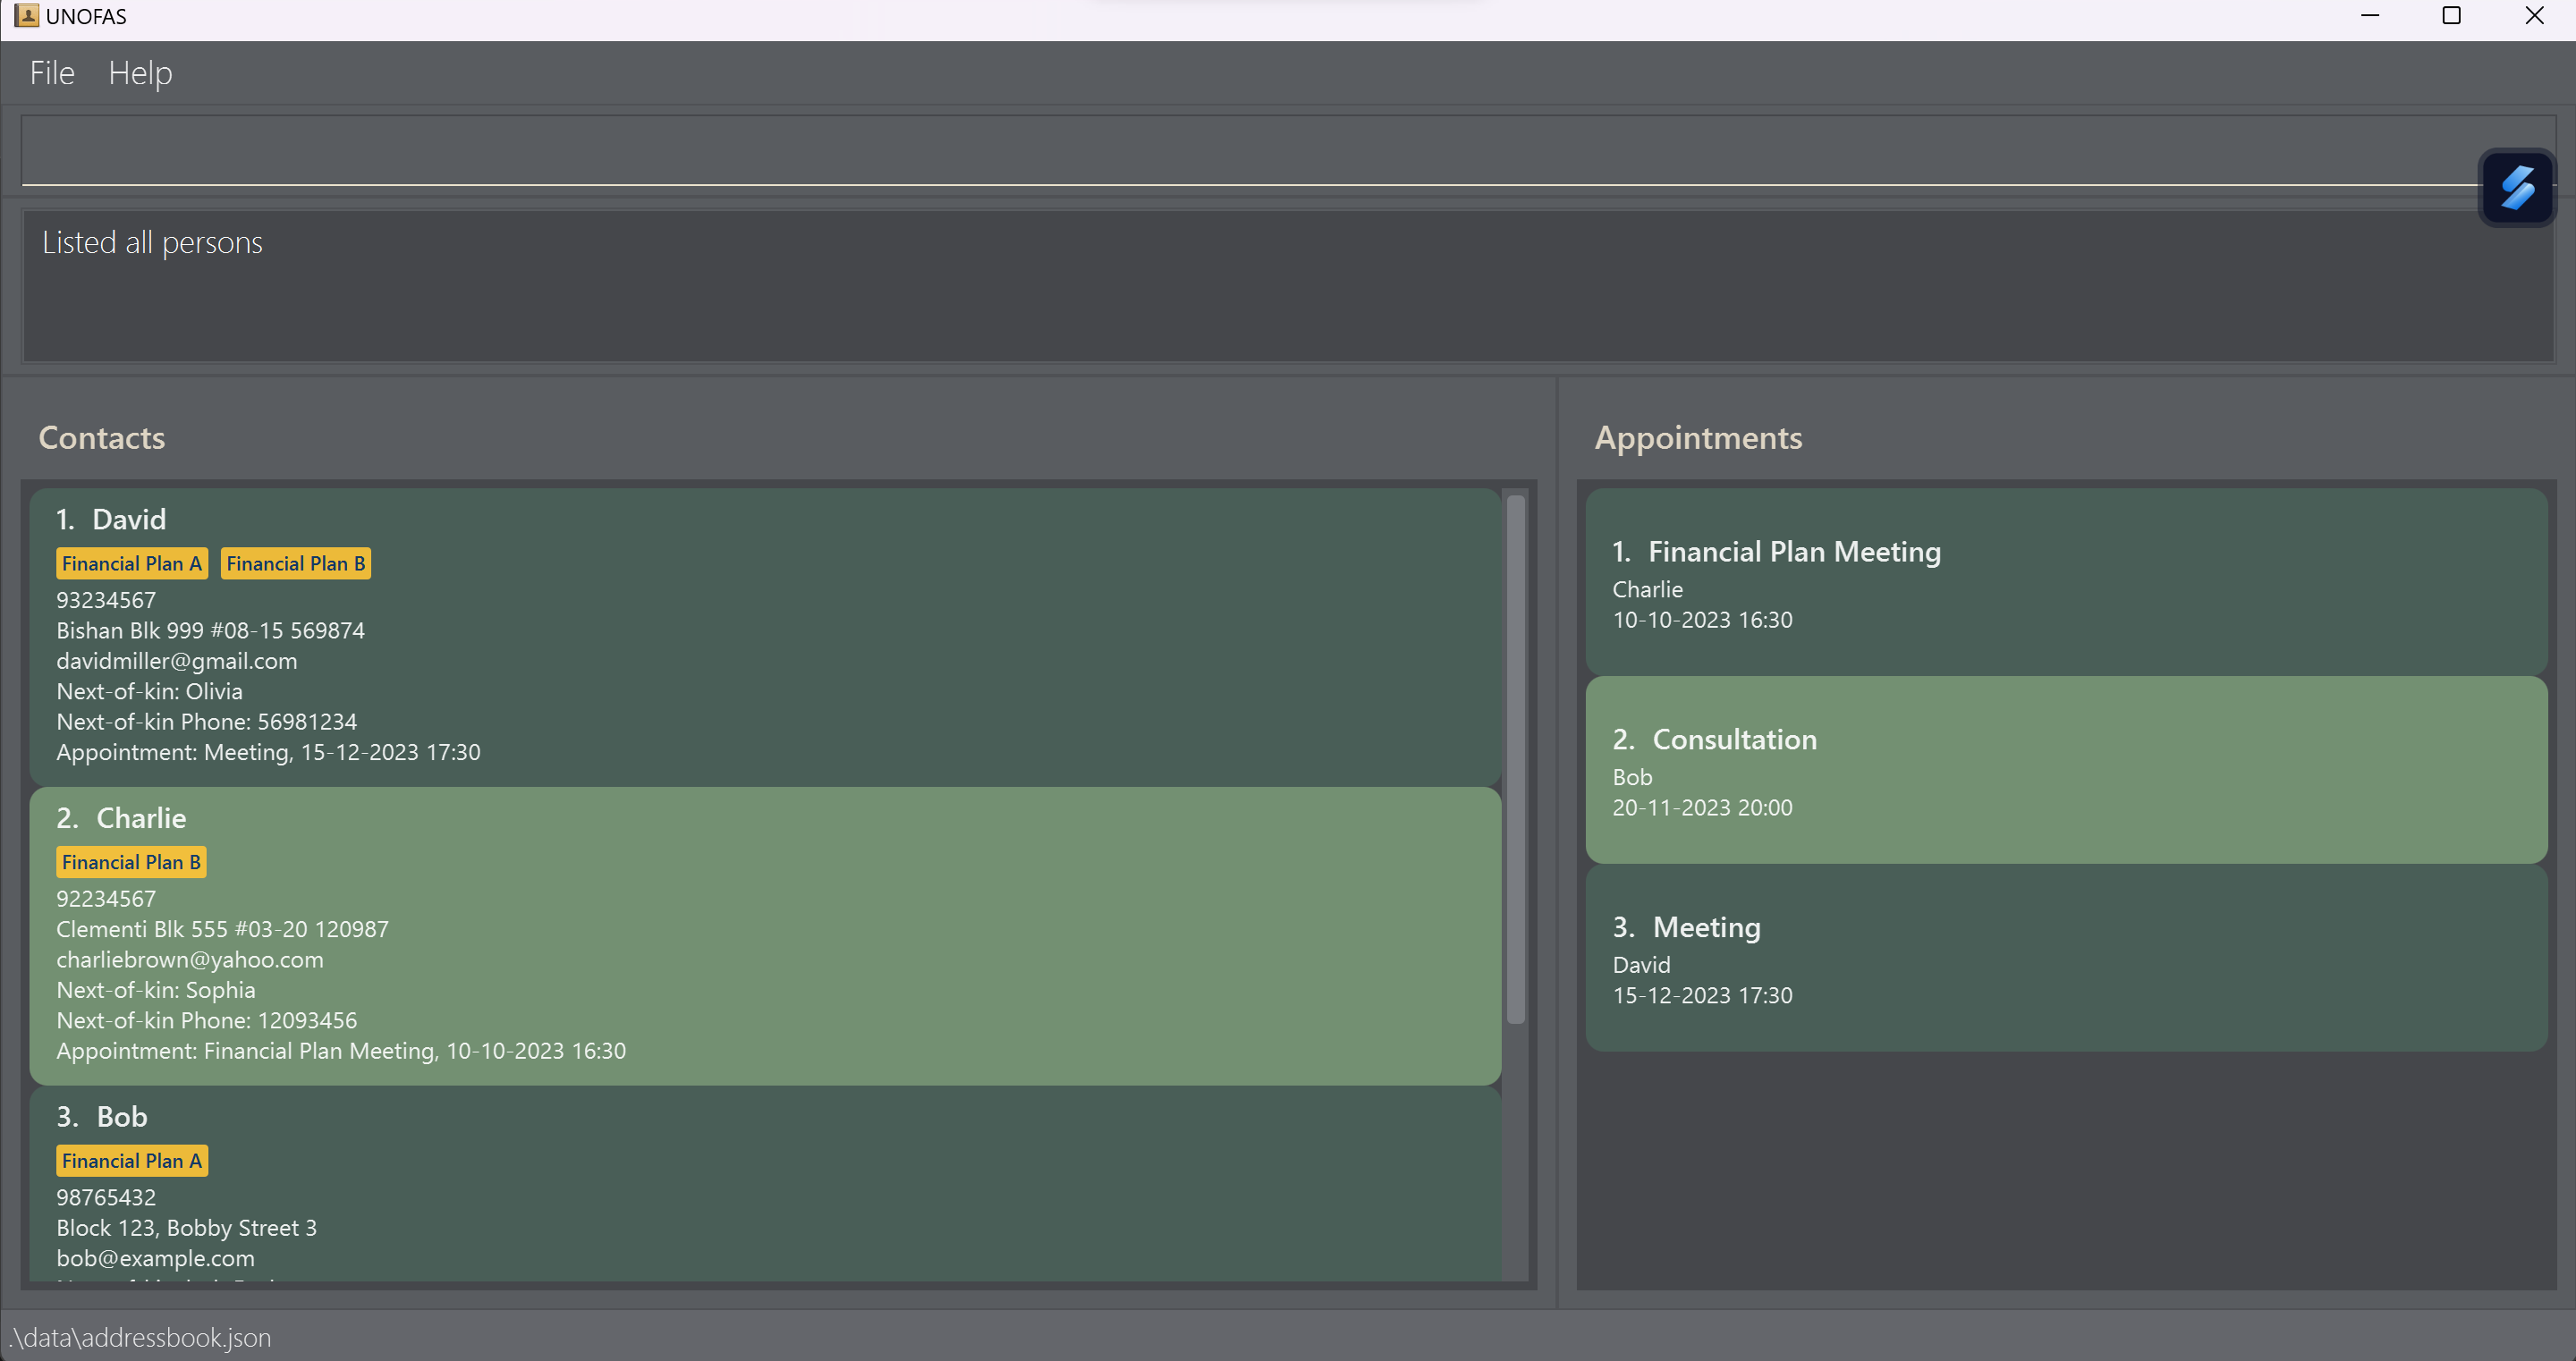 UNOFAS
File Help
Listed all persons
Contacts
1. David
Financial Plan A Financial Plan B
93234567
Bishan Blk 999 #08-15 569874
davidmiller@gmail.com
Next-of-kin: Olivia
Next-of-kin Phone: 56981234
Appointment: Meeting, 15-12-2023 17:30
2. Charlie
Financial Plan B
92234567
Clementi Blk 555 #03-20 120987
charliebrown@yahoo.com
Next-of-kin: Sophia
Next-of-kin Phone: 12093456
Appointment: Financial Plan Meeting, 10-10-2023 16:30
3. Bob
Financial Plan A
98765432
Block 123, Bobby Street 3
bob@example.com
Appointments
1. Financial Plan Meeting
Charlie
10-10-2023 16:30
2. Consultation
Bob
20-11-2023 20:00
3. Meeting
David
15-12-2023 17:30
.\data\addressbook.json